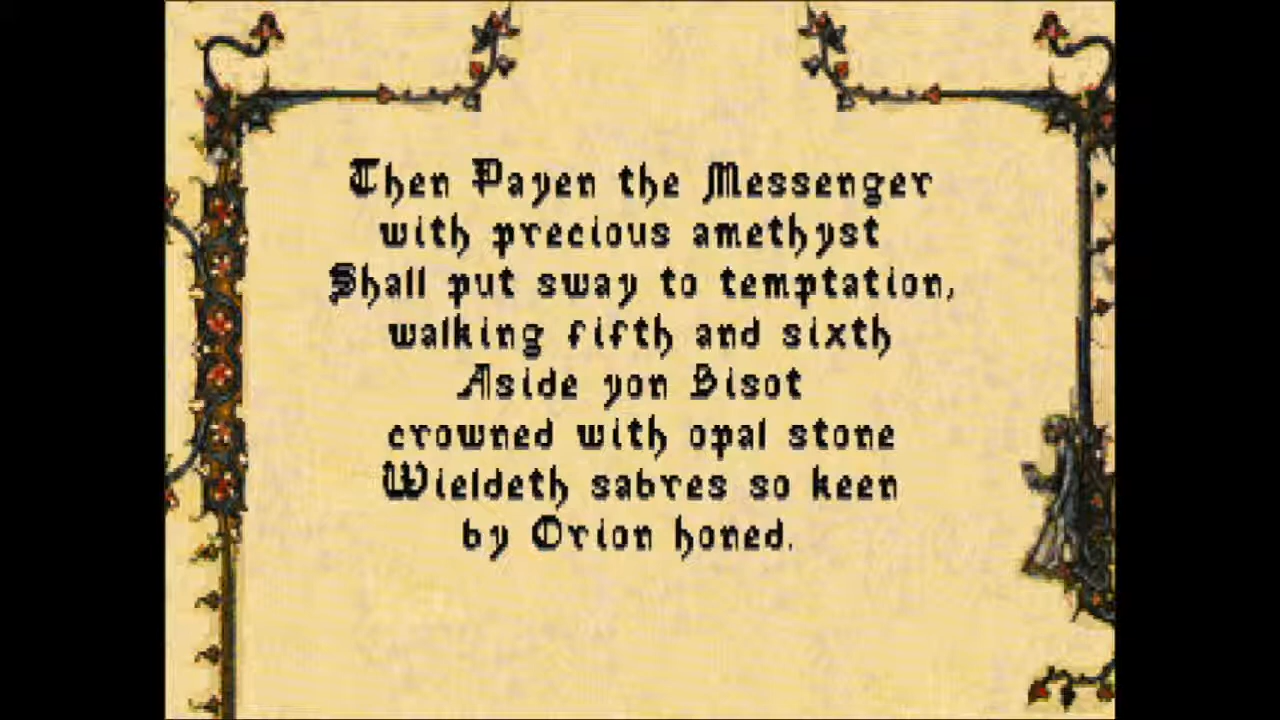 Then Payen the Messenger
with precious amethyst
Shall put sway to temptation,
walking fifth and sixth
Aside yon Bisot
crowned with opal stone
Wieldeth sabres so keen
by Orion honed.